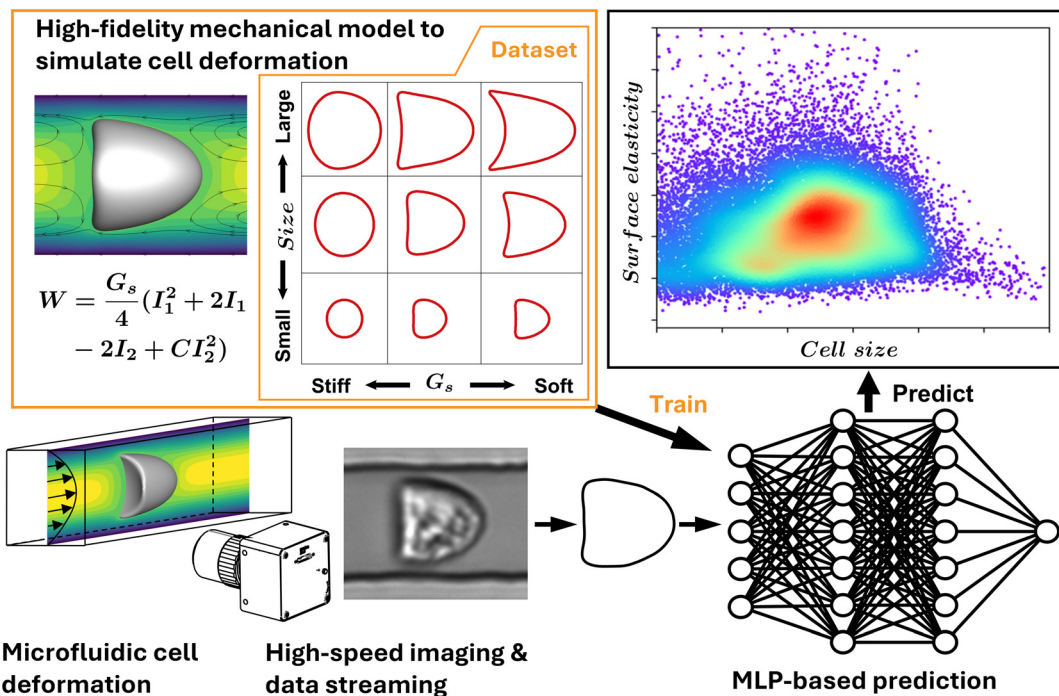 High-fidelity mechanical model to
simulate cell deformation
Dataset
Large
Size
Small
Stiff
G_s
Soft
W = \frac{G_s}{4}(I_1^2 + 2I_1
- 2I_2 + CI_2^2)
Surface elasticity
Cell size
Train
Predict
Microfluidic cell
deformation
High-speed imaging &
data streaming
MLP-based prediction